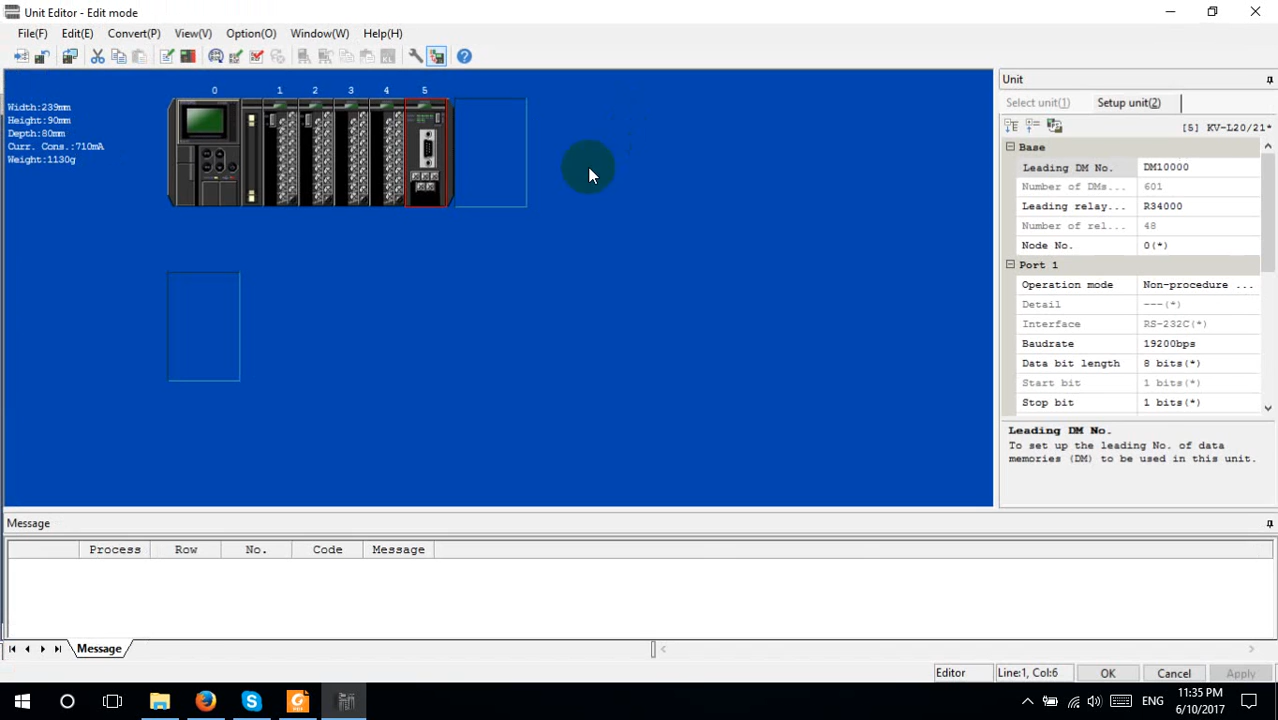 Unit Editor - Edit mode
File(F) Edit(E) Convert(P) View(V) Option(O) Window(W) Help(H)
Width:239mm
Height:90mm
Depth:80mm
Curr. Cons.:710mA
Weight:1130g
0 1 2 3 4 5
Unit
Select unit(1) Setup unit(2)
[5] KV-L20/21*
Base
Leading DM No. DM10000
Number of DMs... 601
Leading relay... R34000
Number of rel... 48
Node No. 0(*)
Port 1
Operation mode Non-procedure ...
Detail ---(*)
Interface RS-232C(*)
Baudrate 19200bps
Data bit length 8 bits(*)
Start bit 1 bits(*)
Stop bit 1 bits(*)
Leading DM No.
To set up the leading No. of data
memories (DM) to be used in this unit.
Message
Process Row No. Code Message
Message
Editor Line:1, Col:6 OK Cancel Apply
ENG 11:35 PM
6/10/2017